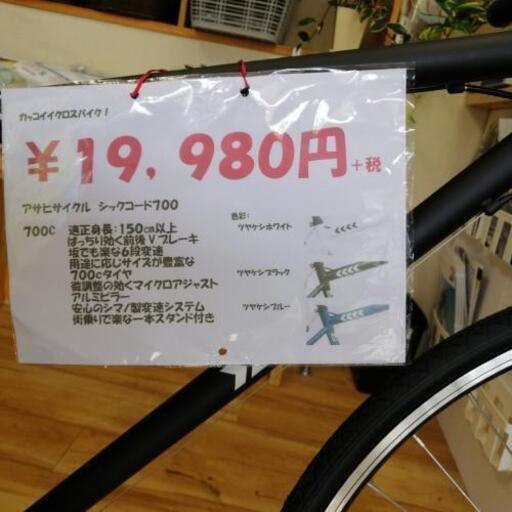 カッコイイクロスバイク！
¥19,980円+税
アサヒサイクル シックコード700
700C 適正身長:150cm以上
ばっちり効く前後Vブレーキ
坂でも楽な6段変速
用途に応じサイズが豊富な
700cタイヤ
微調整の効くマイクロアジャスト
アルミピラー
安心のシマノ製変速システム
街乗りで楽な一本スタンド付き
色彩:
ツヤケシホワイト
ツヤケシブラック
ツヤケシブルー